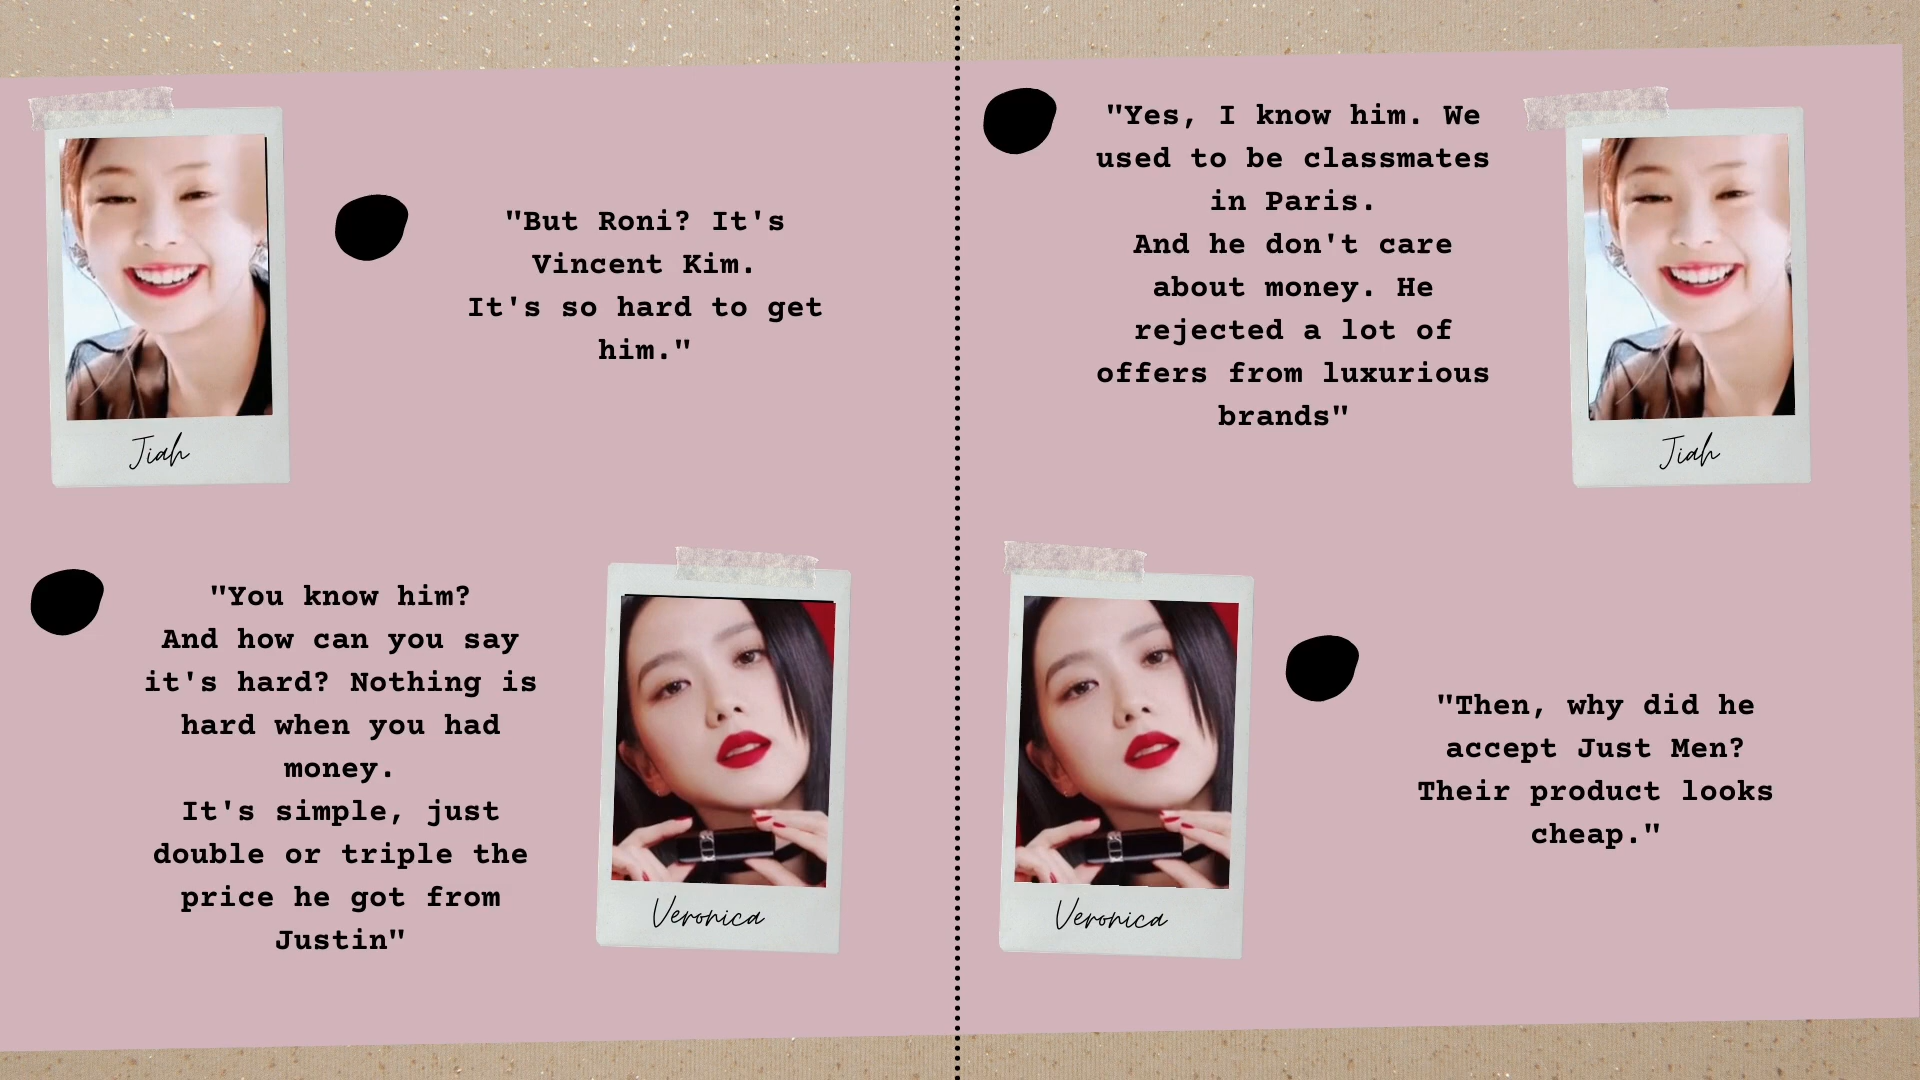 "But Roni? It's
Vincent Kim.
It's so hard to get
him."
Jiah
"You know him?
And how can you say
it's hard? Nothing is
hard when you had
money.
It's simple, just
double or triple the
price he got from
Justin"
Veronica
"Yes, I know him. We
used to be classmates
in Paris.
And he don't care
about money. He
rejected a lot of
offers from luxurious
brands"
Jiah
"Then, why did he
accept Just Men?
Their product looks
cheap."
Veronica